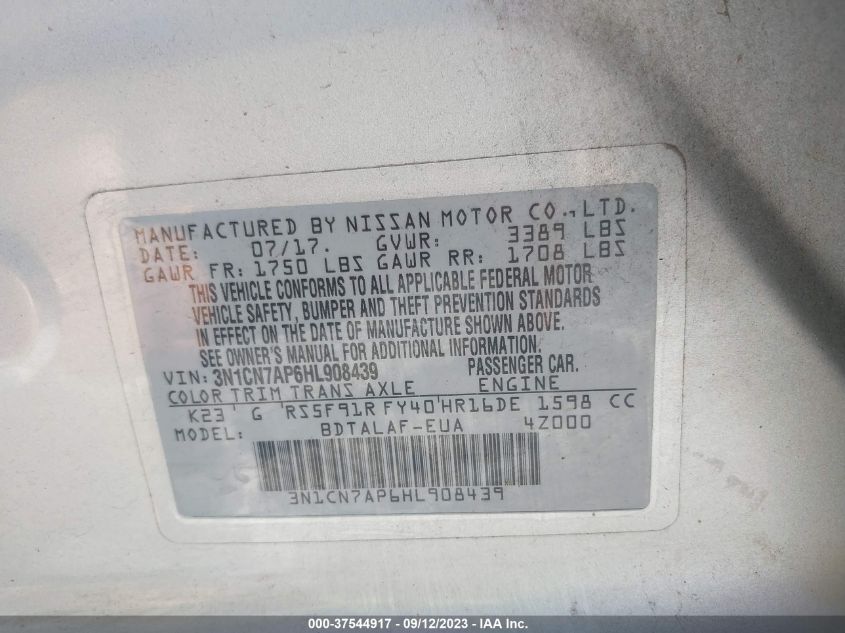 MANUFACTURED BY NISSAN MOTOR CO., LTD.
DATE: 07/17. GVWR: 3389 LBS
GAWR FR: 1750 LBS GAWR RR: 1708 LBS
THIS VEHICLE CONFORMS TO ALL APPLICABLE FEDERAL MOTOR
VEHICLE SAFETY, BUMPER AND THEFT PREVENTION STANDARDS
IN EFFECT ON THE DATE OF MANUFACTURE SHOWN ABOVE.
SEE OWNER'S MANUAL FOR ADDITIONAL INFORMATION
VIN: 3N1CN7AP6HL908439 PASSENGER CAR.
COLOR TRIM TRANS AXLE ENGINE
K23 G RS5F91R FY40 HR16DE 1598 CC
MODEL: BDTALAF-EUA 4Z000
3N1CN7AP6HL908439
000-37544917 - 09/12/2023 - IAA Inc.